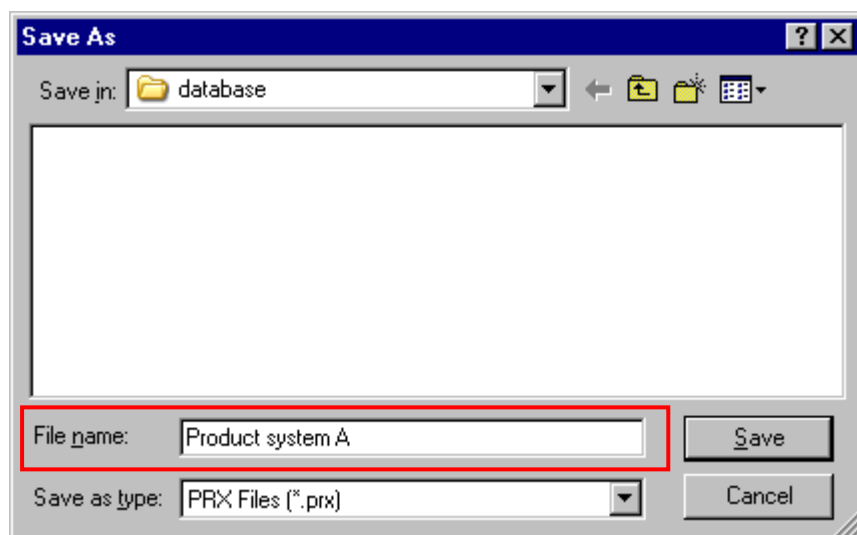 Save As
Save in: database
File name: Product system A
Save
Save as type: PRX Files (*.prx)
Cancel